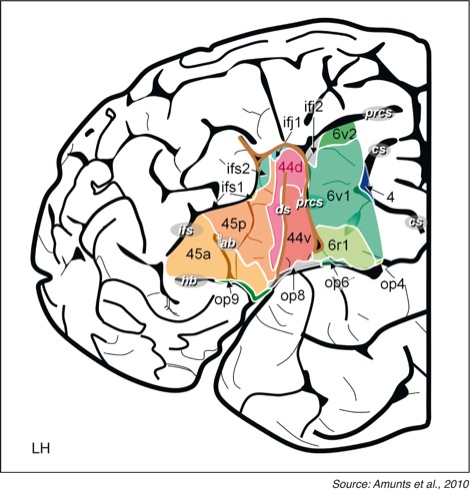 ifj2
prcs
ifj1
6v2
cs
ifs2
44d
ifs1
6v1
4
ds
prcs
cs
45p
ifs
ab
44v
6r1
45a
hb
op9
op8
op6
op4
LH
Source: Amunts et al., 2010